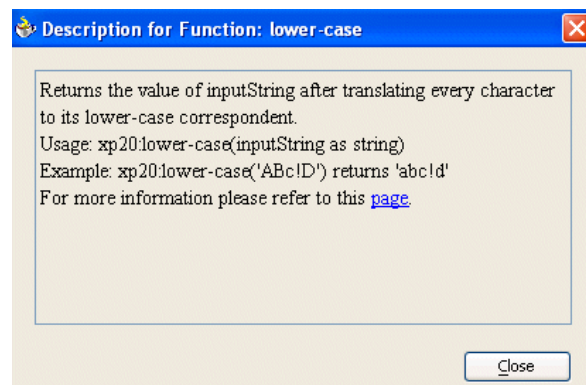 Description for Function: lower-case
Returns the value of inputString after translating every character
to its lower-case correspondent.
Usage: xp20:lower-case(inputString as string)
Example: xp20:lower-case('ABc!D') returns 'abc!d'
For more information please refer to this page.
Close